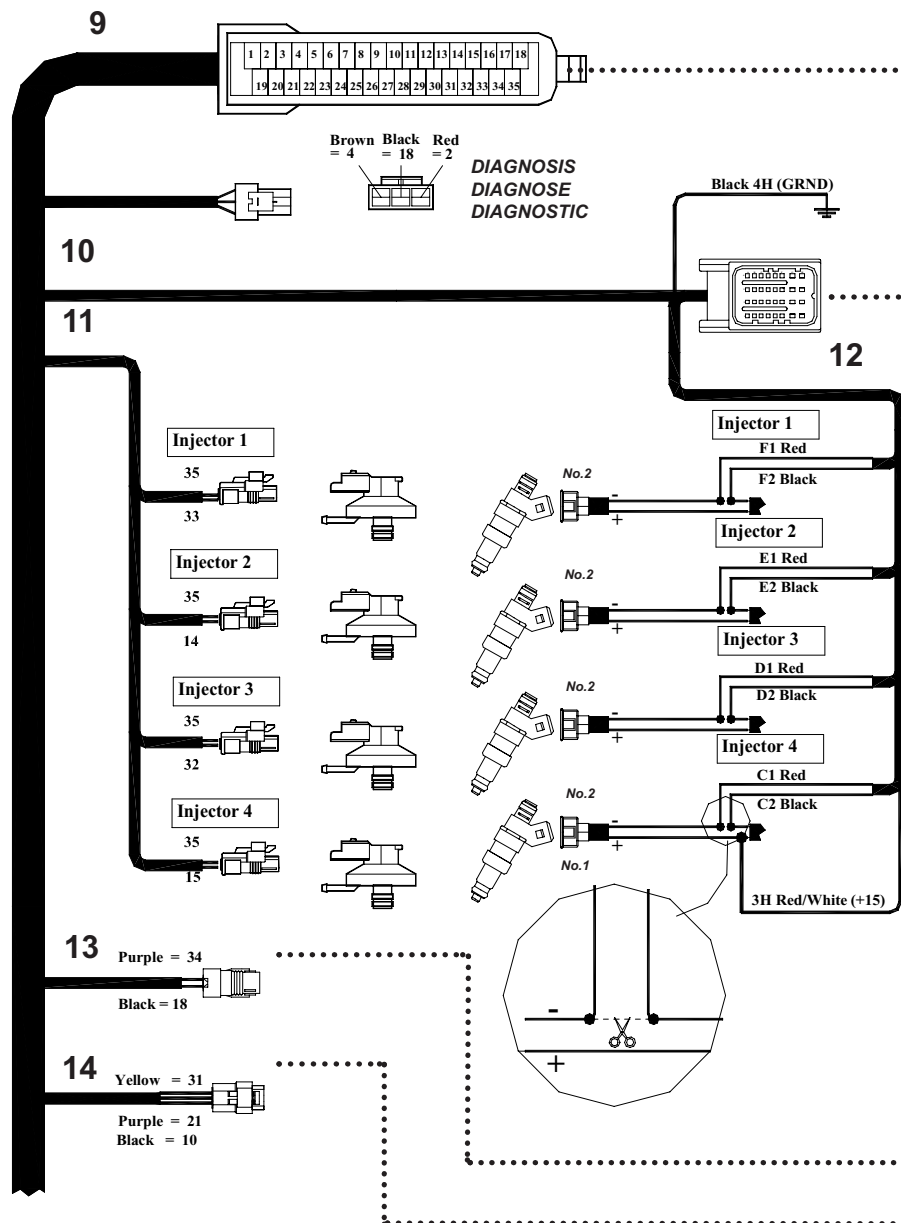 9
1 2 3 4 5 6 7 8 9 10 11 12 13 14 15 16 17 18
19 20 21 22 23 24 25 26 27 28 29 30 31 32 33 34 35
Brown Black Red
= 4 = 18 = 2
DIAGNOSIS
DIAGNOSE
DIAGNOSTIC
Black 4H (GRND)
10
11
12
Injector 1
35
33
Injector 2
35
14
Injector 3
35
32
Injector 4
35
15
No.2
-
+
Injector 1
F1 Red
F2 Black
No.2
-
+
Injector 2
E1 Red
E2 Black
No.2
-
+
Injector 3
D1 Red
D2 Black
No.2
-
+
No.1
Injector 4
C1 Red
C2 Black
3H Red/White (+15)
-
+
13
Purple = 34
Black = 18
14
Yellow = 31
Purple = 21
Black = 10